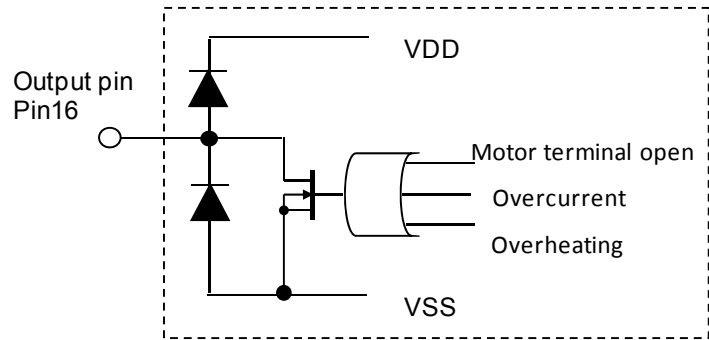 VDD
Output pin
Pin16
Motor terminal open
Overcurrent
Overheating
VSS